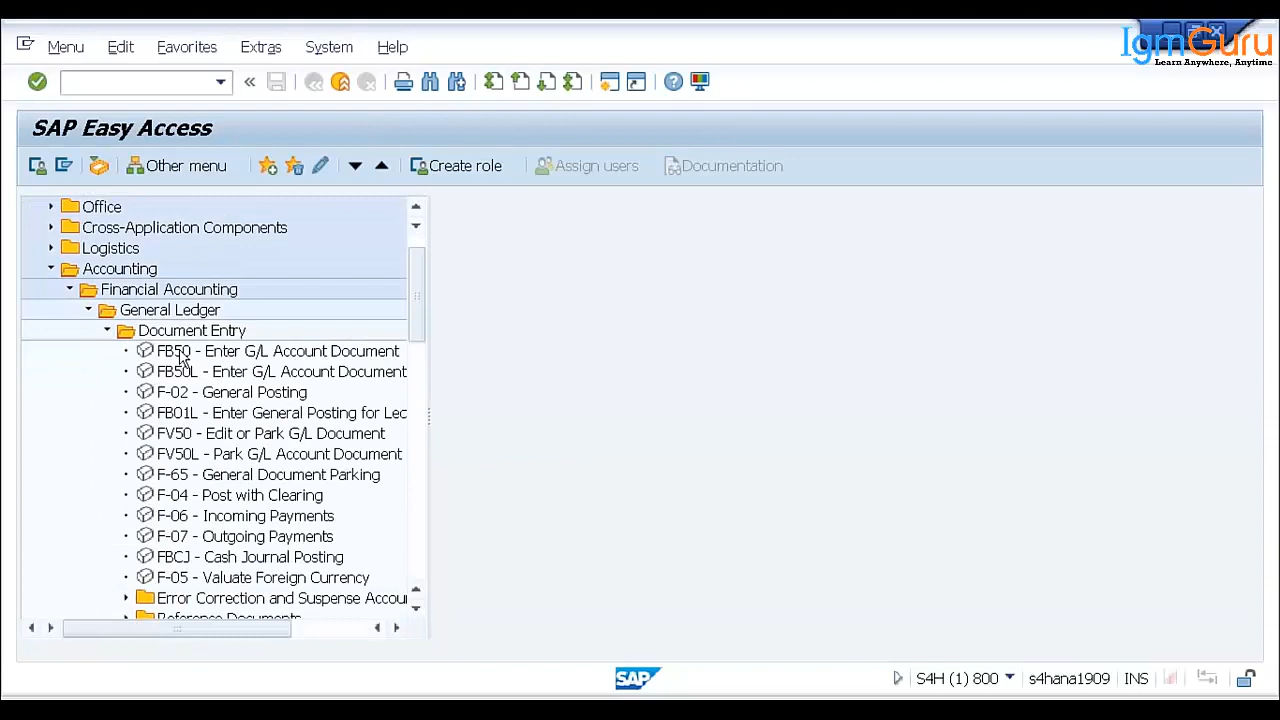 IgmGuru
Learn Anywhere, Anytime
Menu Edit Favorites Extras System Help
SAP Easy Access
Other menu Create role Assign users Documentation
Office
Cross-Application Components
Logistics
Accounting
Financial Accounting
General Ledger
Document Entry
FB50 - Enter G/L Account Document
FB50L - Enter G/L Account Document
F-02 - General Posting
FB01L - Enter General Posting for Lec
FV50 - Edit or Park G/L Document
FV50L - Park G/L Account Document
F-65 - General Document Parking
F-04 - Post with Clearing
F-06 - Incoming Payments
F-07 - Outgoing Payments
FBCJ - Cash Journal Posting
F-05 - Valuate Foreign Currency
Error Correction and Suspense Accou
Reference Documents
SAP S4H (1) 800 s4hana1909 INS